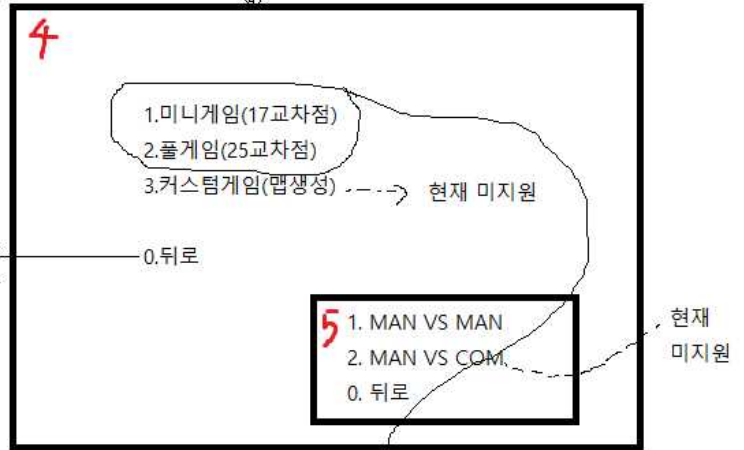 4
1.미니게임(17교차점)
2.풀게임(25교차점)
3.커스텀게임(맵생성)
현재 미지원
0.뒤로
5
1. MAN VS MAN
2. MAN VS COM
0. 뒤로
현재
미지원